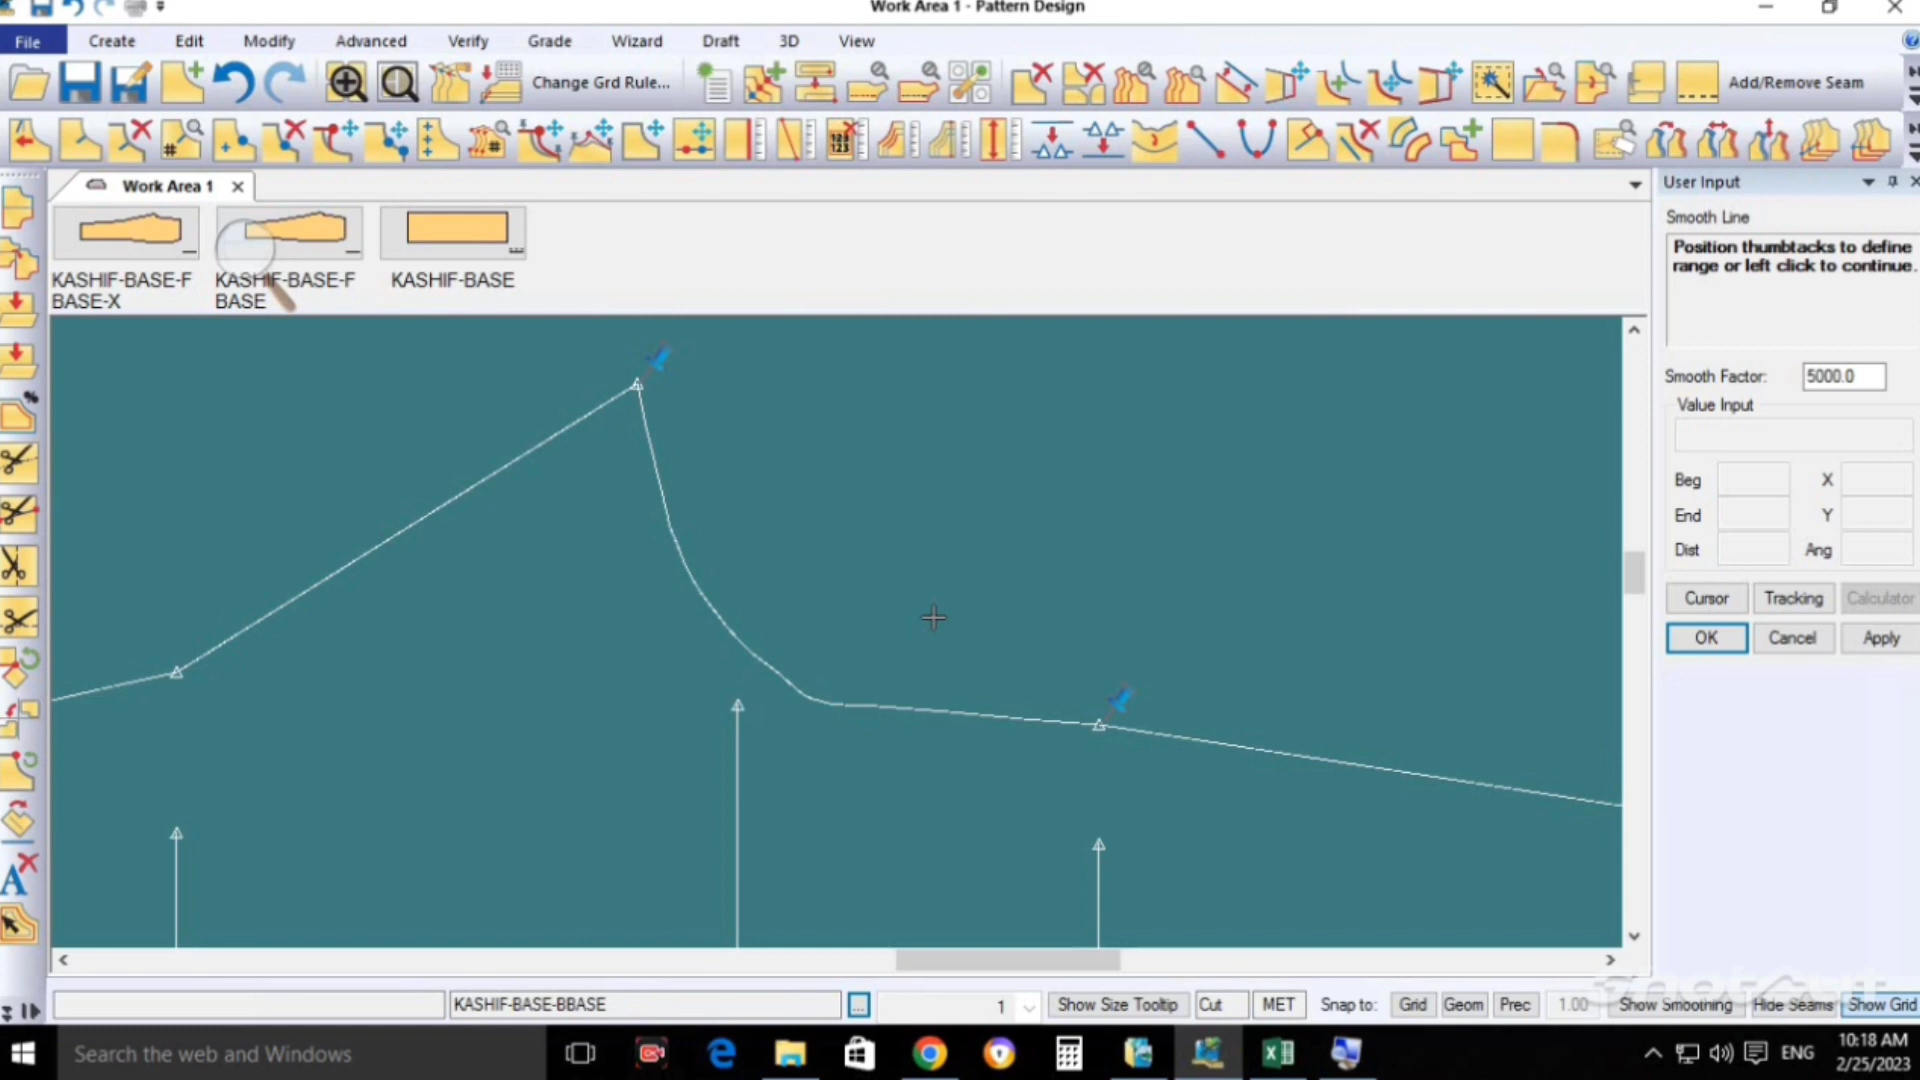 Work Area 1 - Pattern Design
File Create Edit Modify Advanced Verify Grade Wizard Draft 3D View
Change Grd Rule...
Add/Remove Seam
Work Area 1
KASHIF-BASE-F
BASE-X
KASHIF-BASE-F
BASE
KASHIF-BASE
User Input
Smooth Line
Position thumbtacks to define
range or left click to continue.
Smooth Factor: 5000.0
Value Input
Beg X
End Y
Dist Ang
Cursor Tracking Calculator
OK Cancel Apply
KASHIF-BASE-BBASE ... 1 Show Size Tooltip Cut MET Snap to: Grid Geom Prec 1.00 Show Smoothing Hide Seams Show Grid
Search the web and Windows
ENG
10:18 AM
2/25/2023